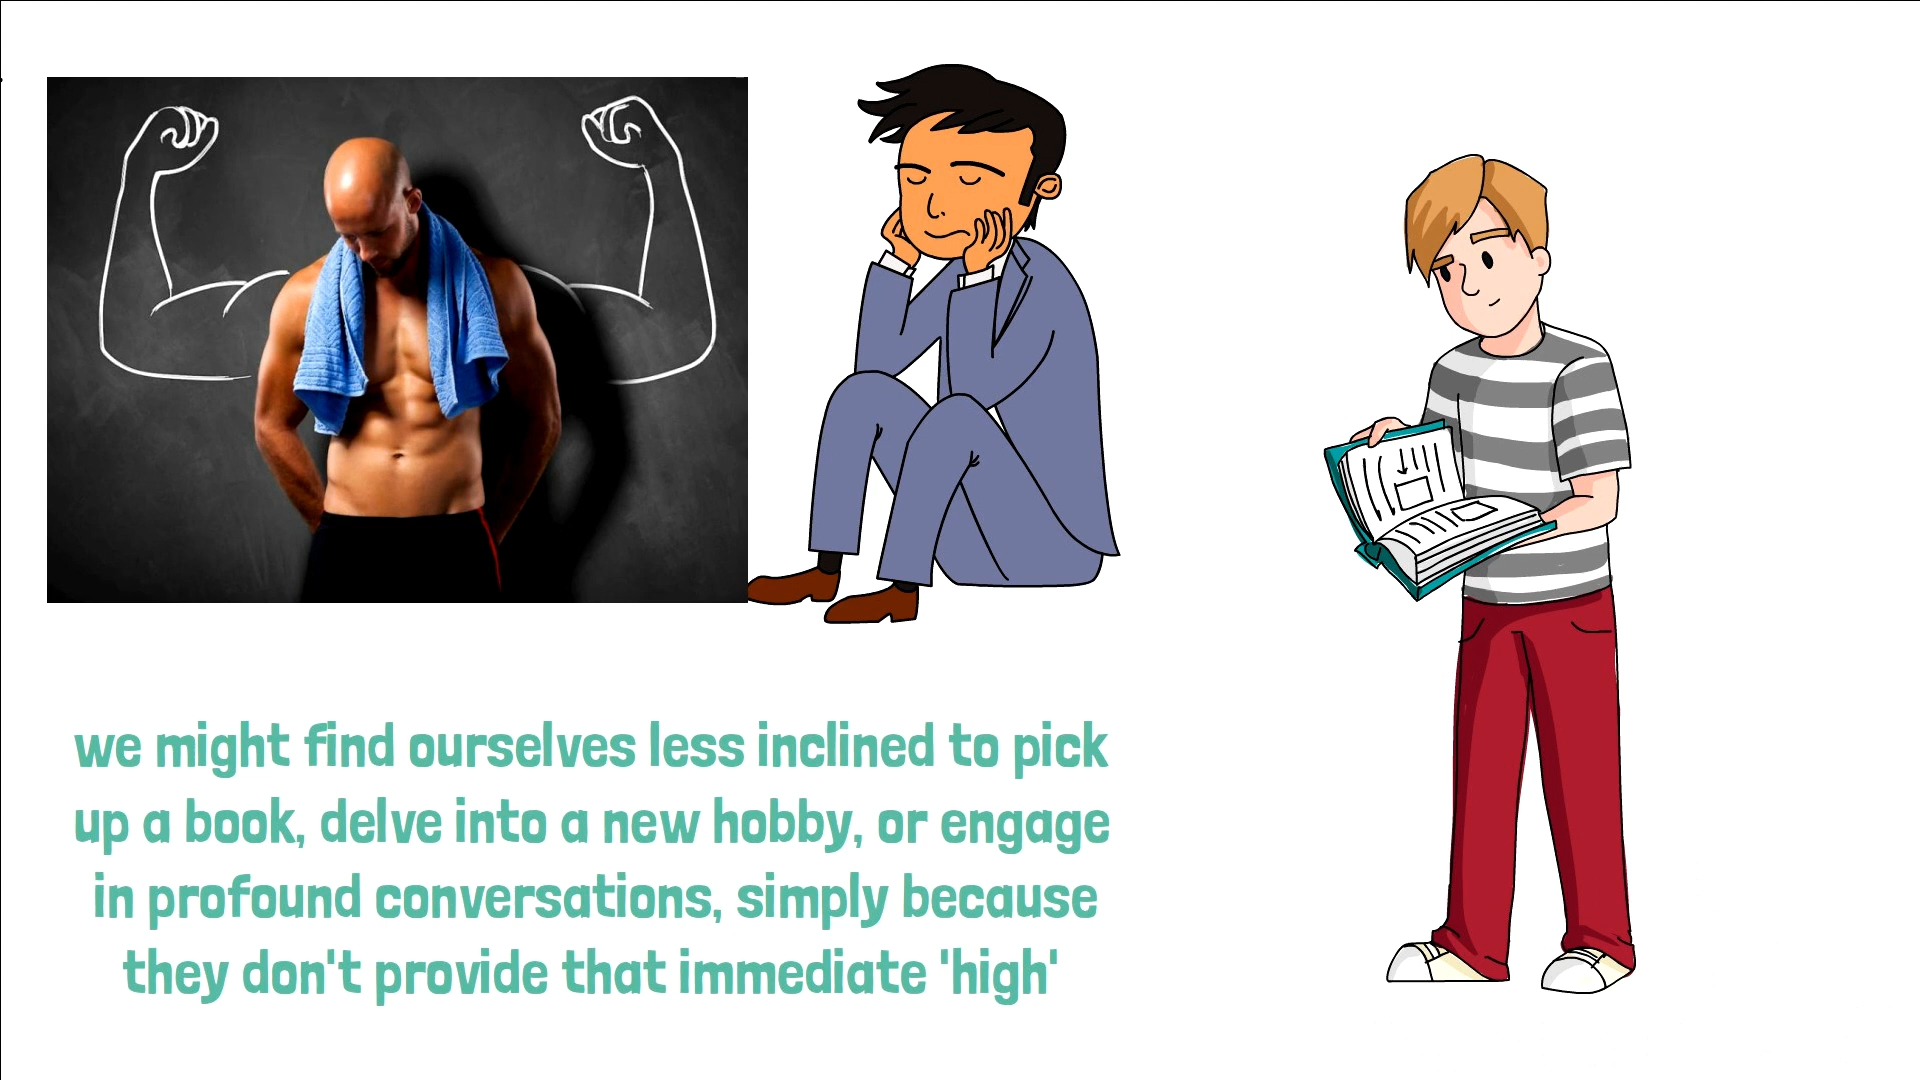 we might find ourselves less inclined to pick
up a book, delve into a new hobby, or engage
in profound conversations, simply because
they don't provide that immediate 'high'